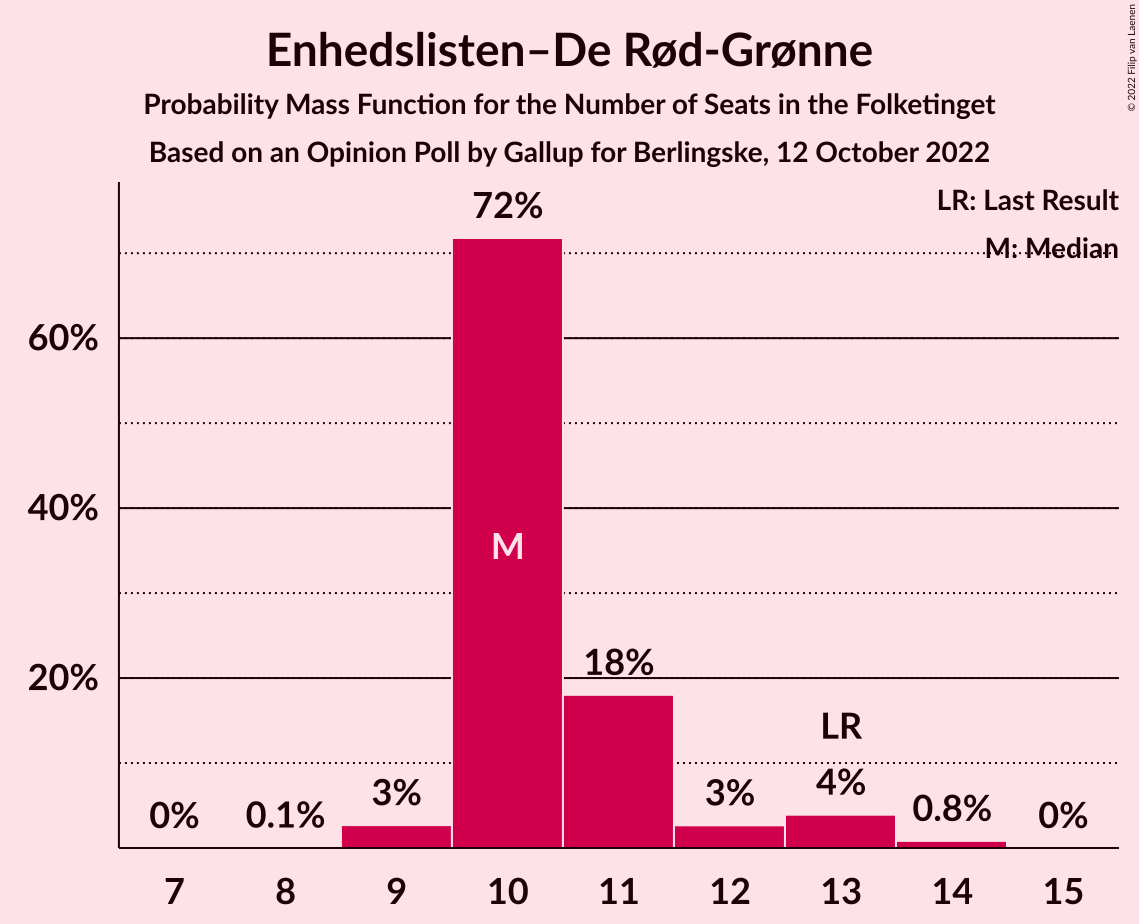 Enhedslisten–De Rød-Grønne
Probability Mass Function for the Number of Seats in the Folketinget
Based on an Opinion Poll by Gallup for Berlingske, 12 October 2022
© 2022 Filip van Laenen
LR: Last Result
M: Median
72%
60%
40%
M
20%
18%
LR
0%
0.1%
3%
3%
4%
0.8%
0%
7 8 9 10 11 12 13 14 15